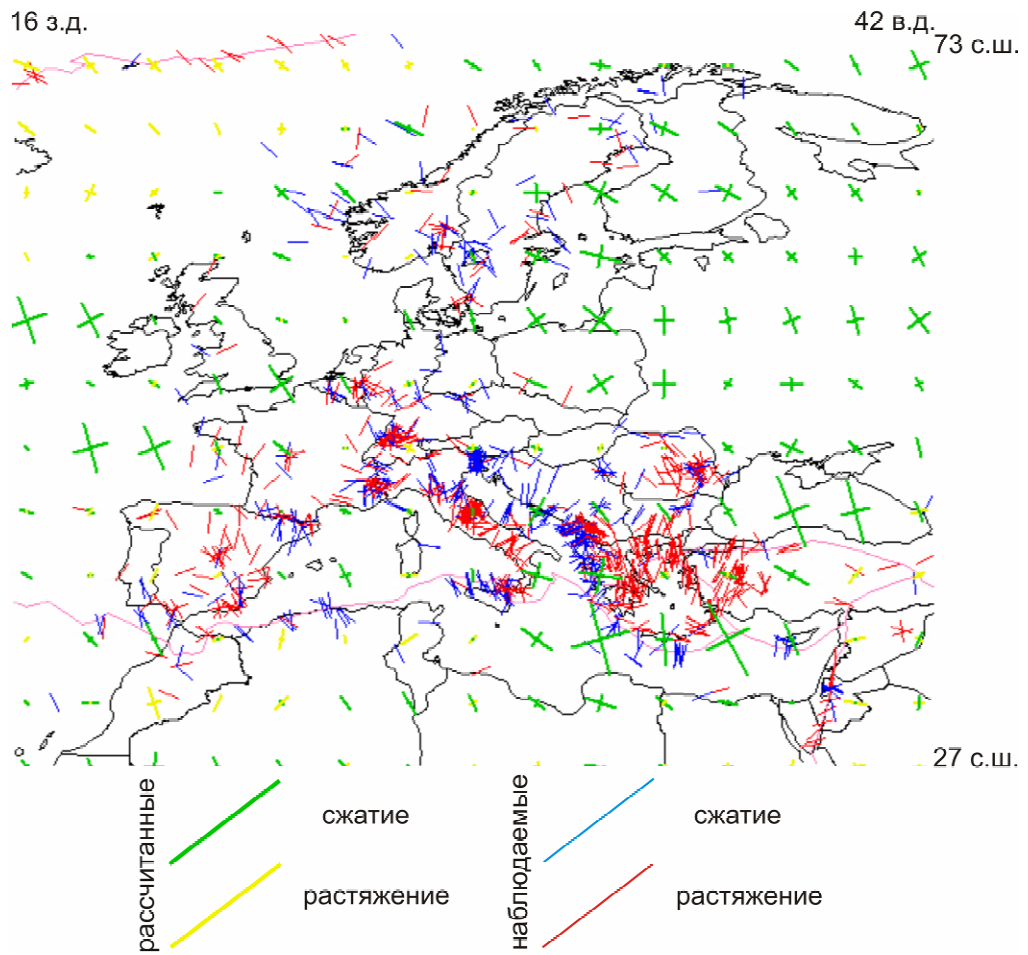 16 з.д.
42 в.д.
73 с.ш.
27 с.ш.
рассчитанные
сжатие
растяжение
наблюдаемые
сжатие
растяжение